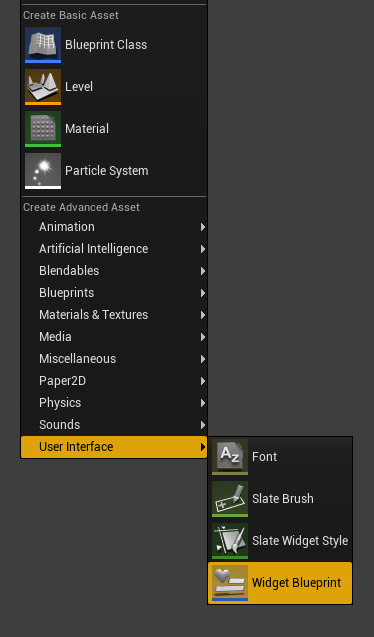 Create Basic Asset
Blueprint Class
Level
Material
Particle System
Create Advanced Asset
Animation
Artificial Intelligence
Blendables
Blueprints
Materials & Textures
Media
Miscellaneous
Paper2D
Physics
Sounds
User Interface
Font
Slate Brush
Slate Widget Style
Widget Blueprint